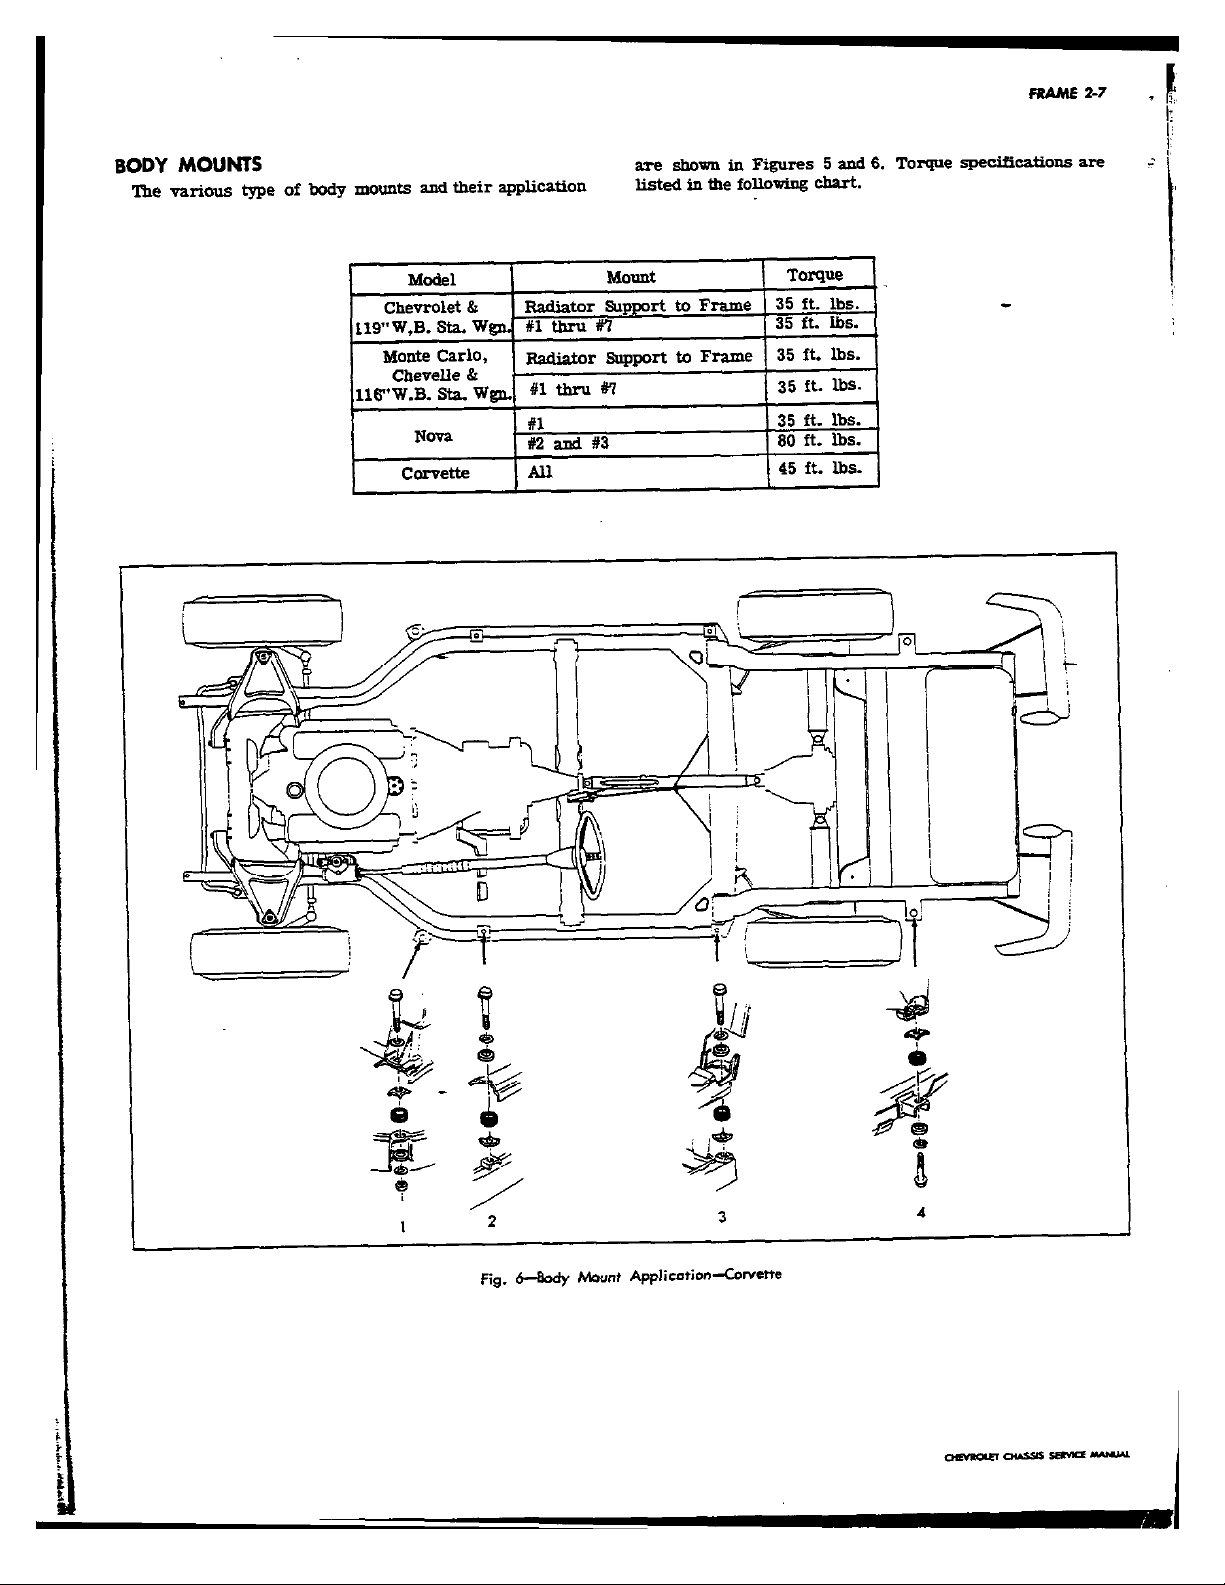 FRAME 2-7
BODY MOUNTS
The various type of body mounts and their application
are shown in Figures 5 and 6. Torque specifications are
listed in the following chart.
Model Mount Torque
Chevrolet & Radiator Support to Frame 35 ft. lbs.
119"W.B. Sta. Wgn. #1 thru #7 35 ft. lbs.
Monte Carlo, Radiator Support to Frame 35 ft. lbs.
Chevelle &
116"W.B. Sta. Wgn. #1 thru #7 35 ft. lbs.
Nova #1 35 ft. lbs.
#2 and #3 80 ft. lbs.
Corvette All 45 ft. lbs.
1 2 3 4
Fig. 6—Body Mount Application—Corvette
CHEVROLET CHASSIS SERVICE MANUAL